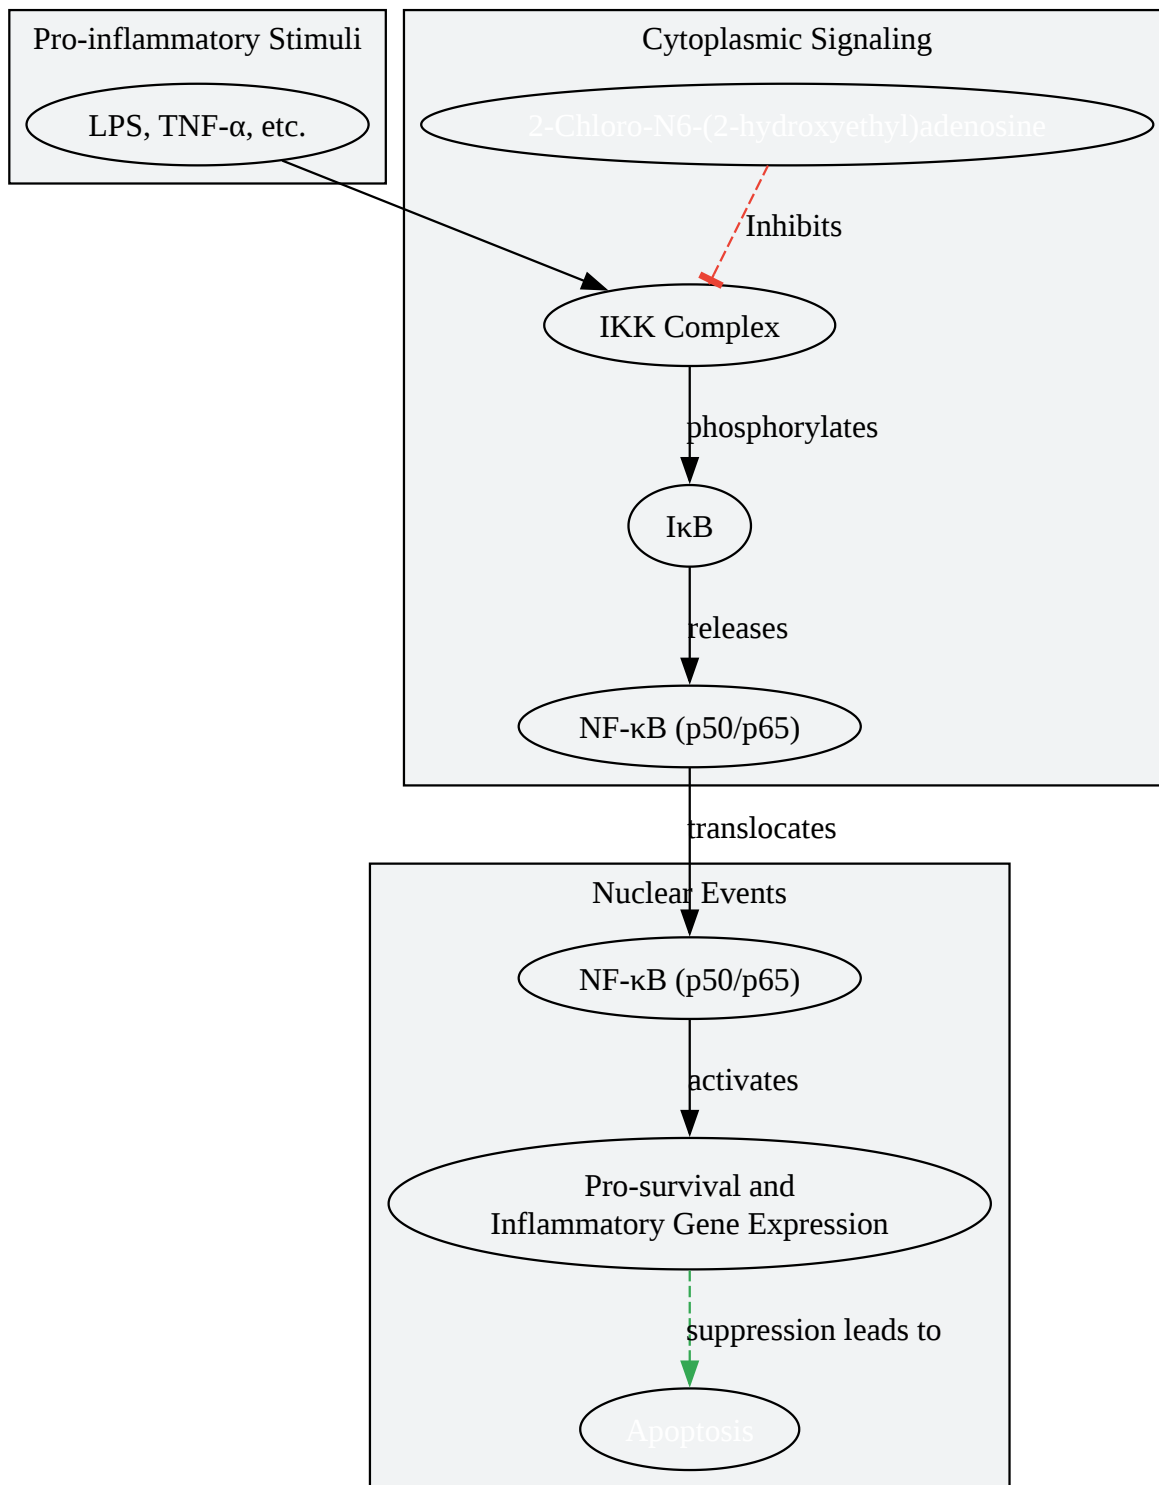 Pro-inflammatory Stimuli
LPS, TNF-α, etc.
Cytoplasmic Signaling
2-Chloro-N6-(2-hydroxyethyl)adenosine
Inhibits
IKK Complex
phosphorylates
IκB
releases
NF-κB (p50/p65)
translocates
Nuclear Events
NF-κB (p50/p65)
activates
Pro-survival and
Inflammatory Gene Expression
suppression leads to
Apoptosis